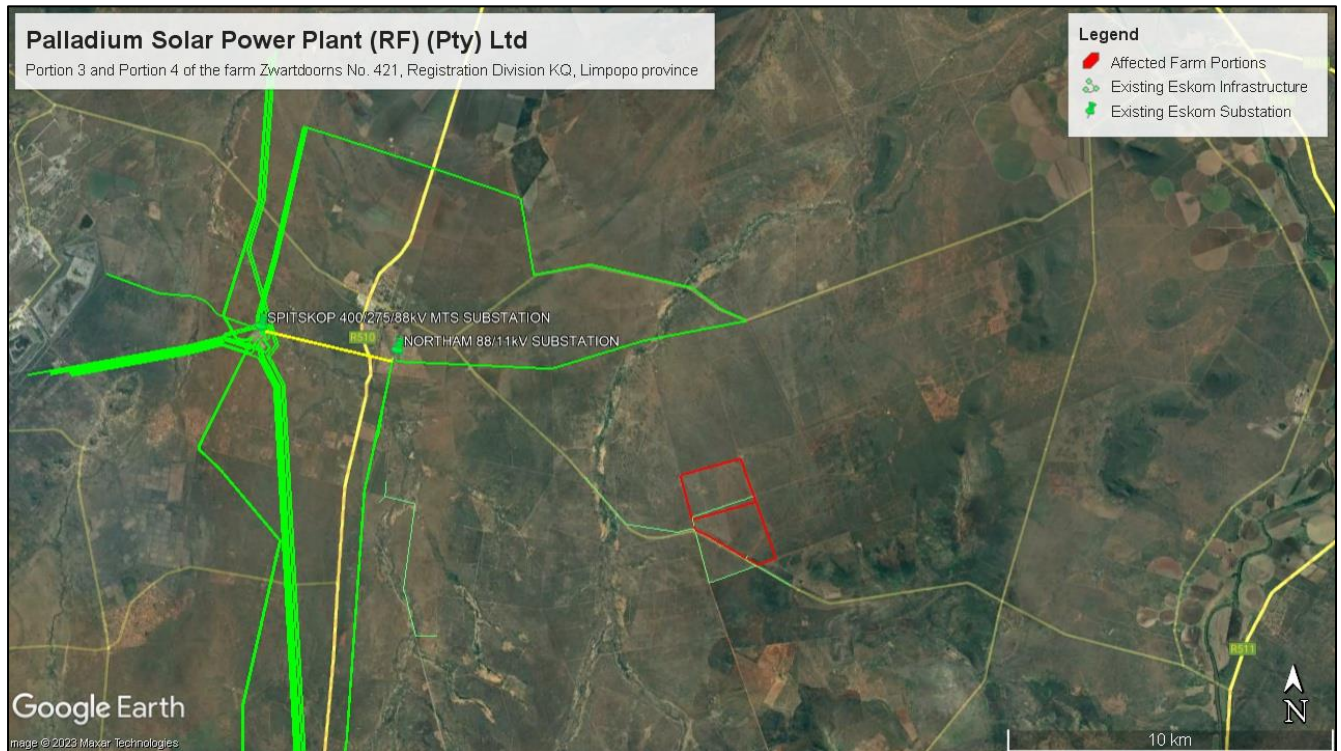 Palladium Solar Power Plant (RF) (Pty) Ltd
Portion 3 and Portion 4 of the farm Zwartdoorns No. 421, Registration Division KQ, Limpopo province
Legend
Affected Farm Portions
Existing Eskom Infrastructure
Existing Eskom Substation
SPITSKOP 400/275/88kV MTS SUBSTATION
R510
NORTHAM 88/11kV SUBSTATION
R511
N
Google Earth
10 km
mage © 2023 Maxar Technologies